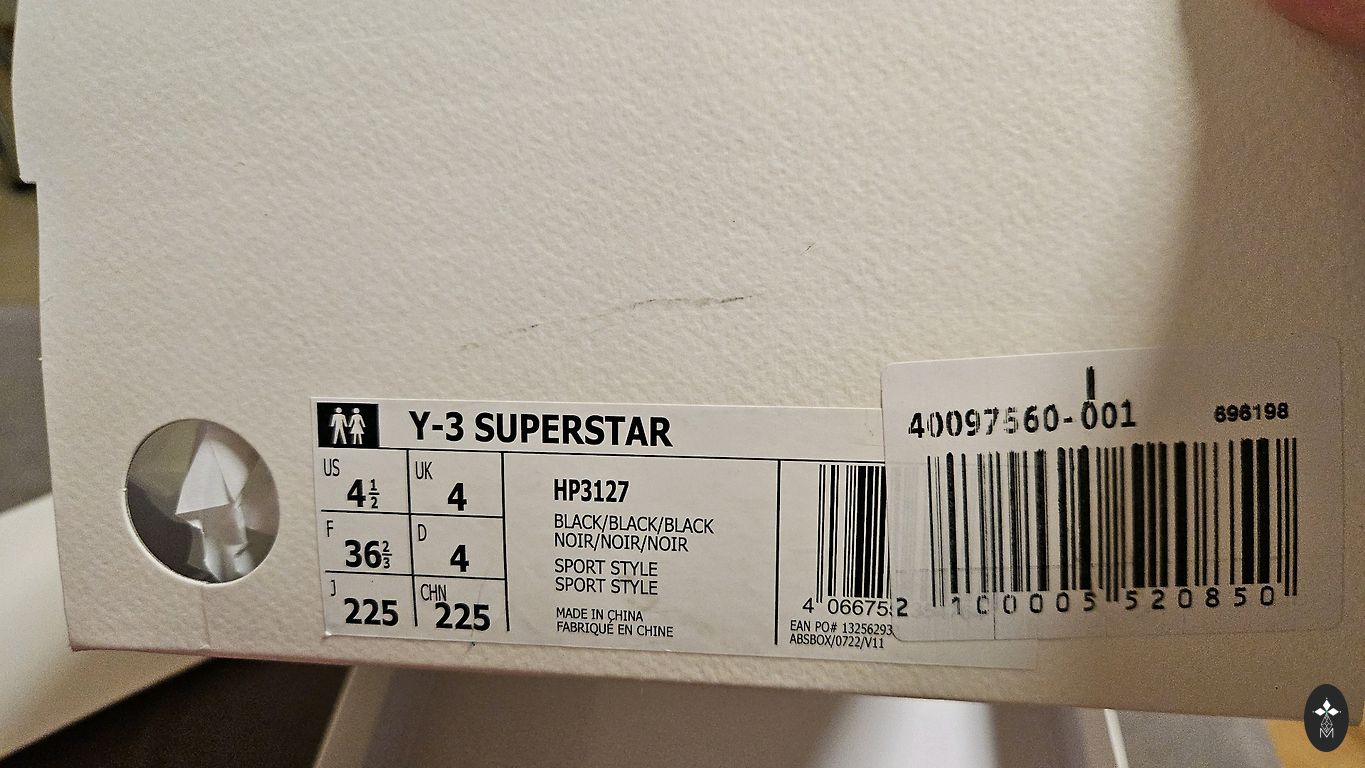 Y-3 SUPERSTAR
US 4½ UK 4
F 36⅔ D 4
J 225 CHN 225
HP3127
BLACK/BLACK/BLACK
NOIR/NOIR/NOIR
SPORT STYLE
SPORT STYLE
MADE IN CHINA
FABRIQUÉ EN CHINE
4 06675
EAN PO# 13256293
ABSBOX/0722/V11
40097560-001 696198
2 100005 520850
M